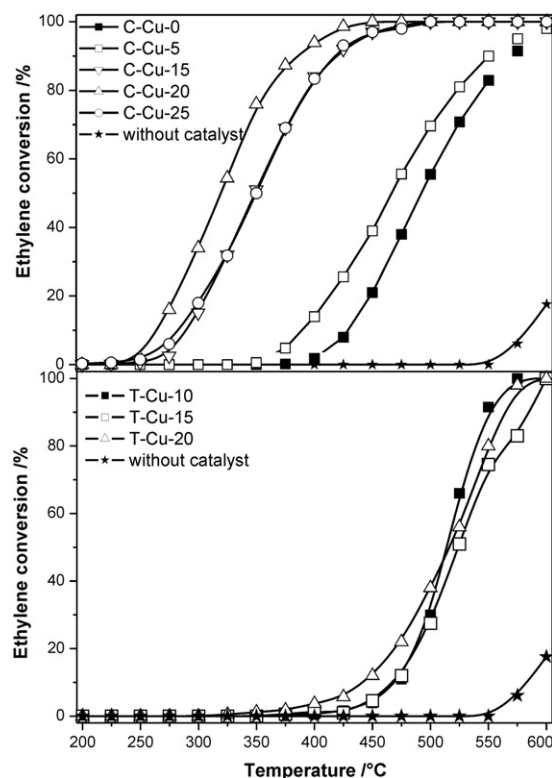 100
80
60
40
20
0
Ethylene conversion /%
C-Cu-0
C-Cu-5
C-Cu-15
C-Cu-20
C-Cu-25
without catalyst
100
80
60
40
20
0
Ethylene conversion /%
T-Cu-10
T-Cu-15
T-Cu-20
without catalyst
200 250 300 350 400 450 500 550 600
Temperature /°C